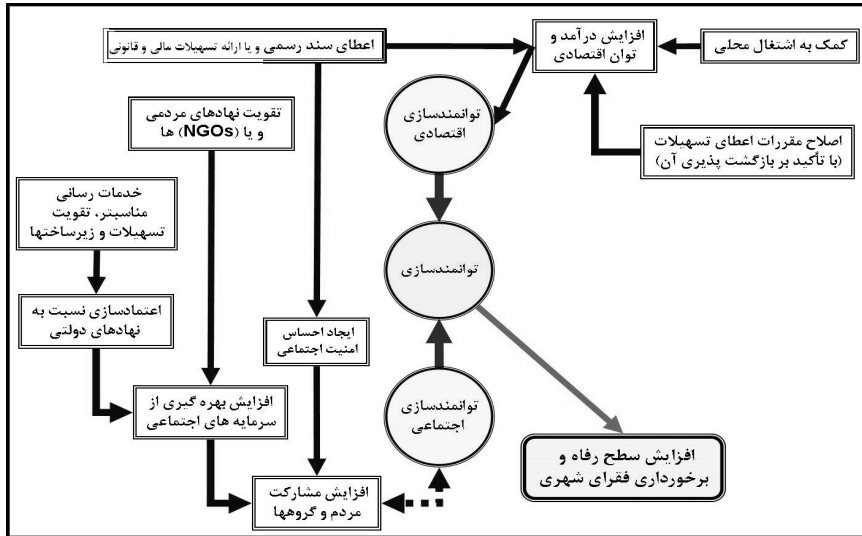 اعطای سند رسمی و یا ارائه تسهیلات مالی و قانونی
افزایش درآمد و
توان اقتصادی
کمک به اشتغال محلی
توانمندسازی
اقتصادی
تقویت نهادهای مردمی
و یا (NGOs) ها
اصلاح مقررات اعطای تسهیلات
(با تأکید بر بازگشت پذیری آن)
خدمات رسانی
مناسبتر، تقویت
تسهیلات و زیرساختها
توانمندسازی
اعتمادسازی نسبت به
نهادهای دولتی
ایجاد احساس
امنیت اجتماعی
افزایش بهره گیری از
سرمایه های اجتماعی
توانمندسازی
اجتماعی
افزایش سطح رفاه و
برخورداری فقرای شهری
افزایش مشارکت
مردم و گروهها